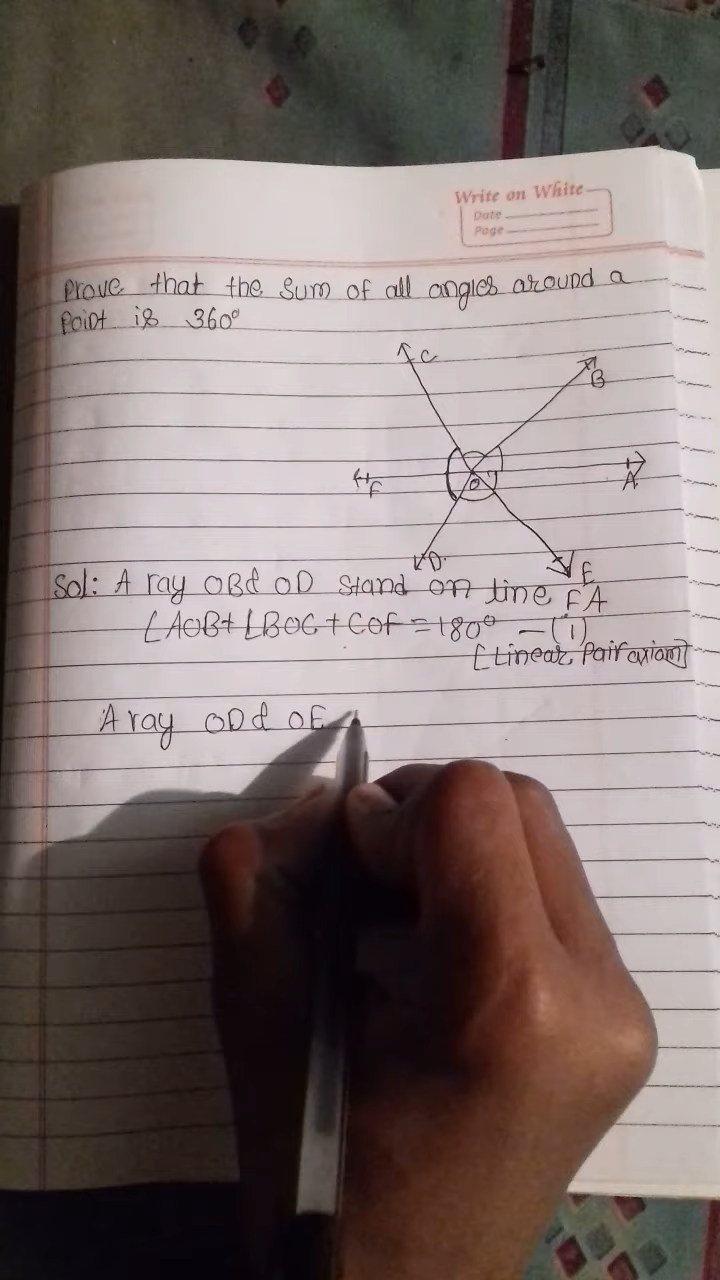 Write on White
Date
Page
Prove that the Sum of all angles around a
Point is 360°
C
B
F
O
A
D
E
Sol: A ray OB & OD Stand on line FA
∠AOB + ∠BOC + COF = 180° - (i)
[Linear Pair axiom]
A ray OD & OE